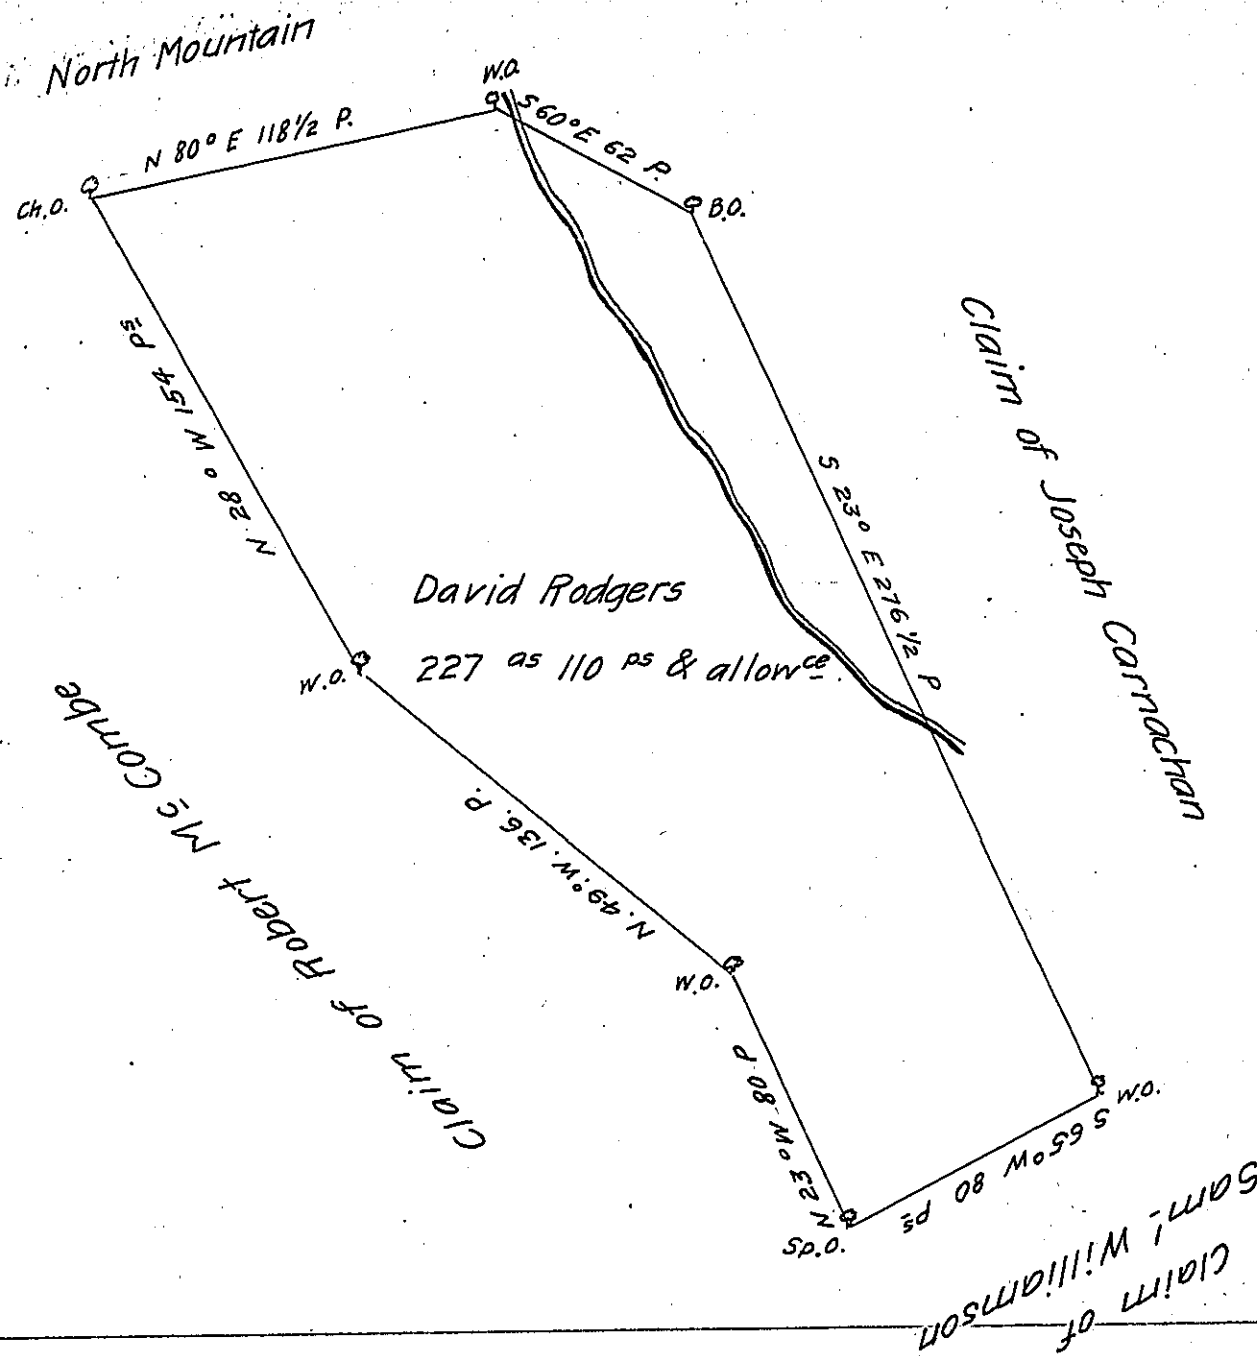 North Mountain
W.O.
N 80° E 118½ P.
S 60° E 62 P.
Ch.O.
B.O.
N 28° W 154 Ps
Claim of Joseph Carnachan
S 23° E 276½ P
David Rodgers
227 as 110 ps & allowce.
W.O.
Claim of Robert Mc Combe
N. 49° W. 136. P.
W.O.
N 23° W 80 P
W.O.
S 65° W 80 Ps
Sp.O.
Claim of
Saml Williamson